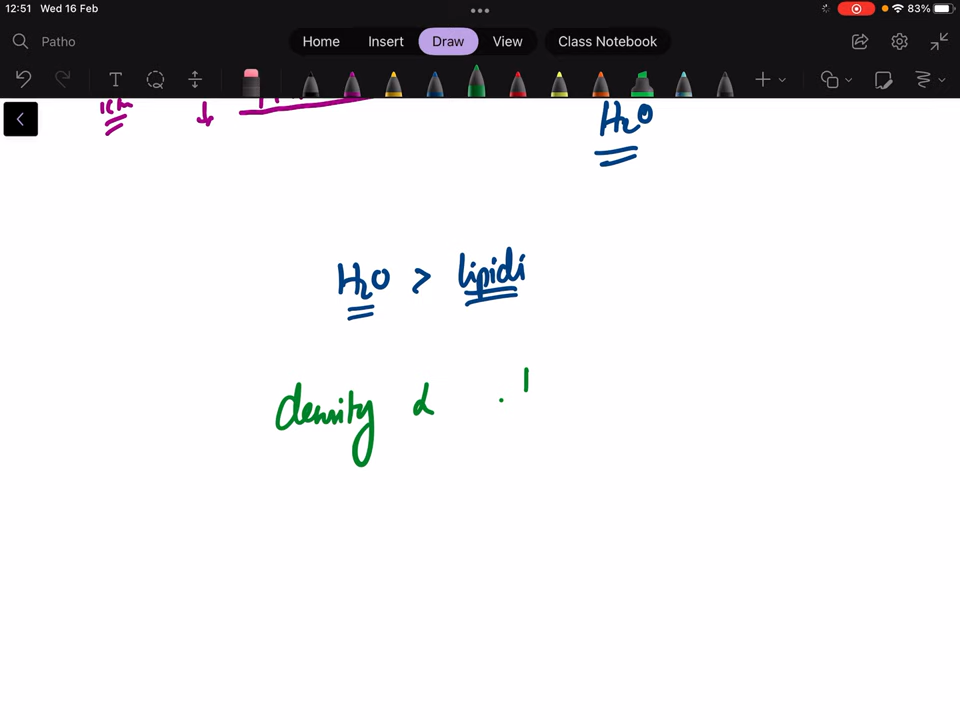 12:51 Wed 16 Feb 83%
Patho Home Insert Draw View Class Notebook
H₂O
H₂O > lipidi
density α